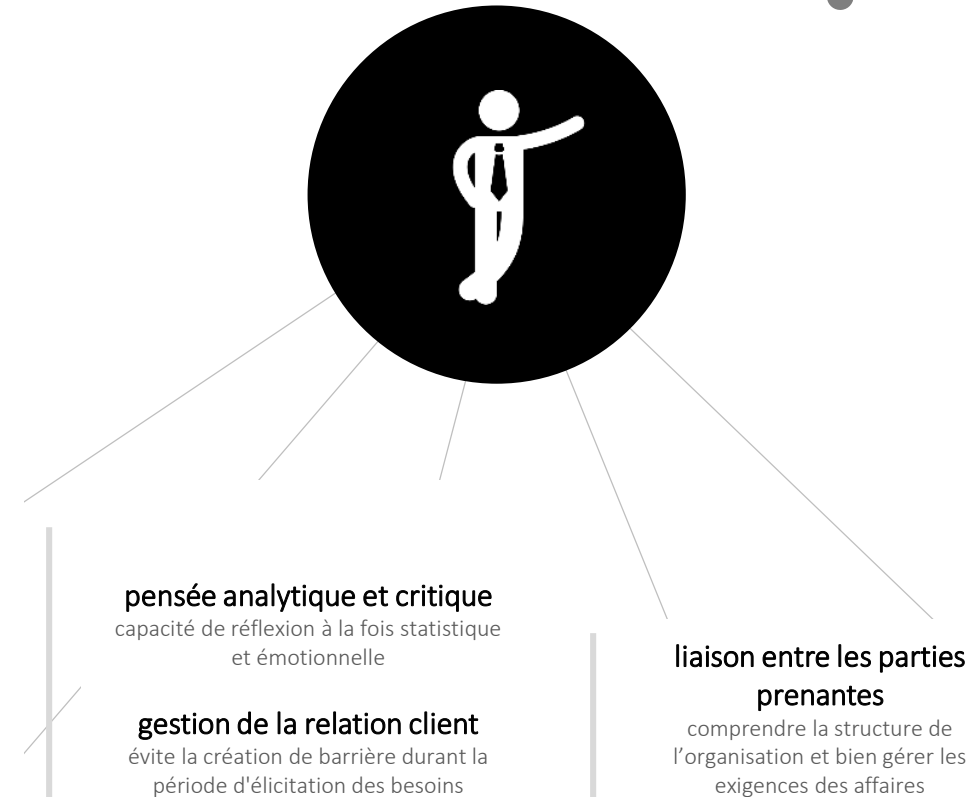 pensée analytique et critique
capacité de réflexion à la fois statistique
et émotionnelle
gestion de la relation client
évite la création de barrière durant la
période d'élicitation des besoins
liaison entre les parties
prenantes
comprendre la structure de
l’organisation et bien gérer les
exigences des affaires